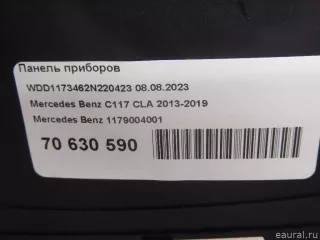 Панель приборов
WDD1173462N220423 08.08.2023
Mercedes Benz C117 CLA 2013-2019
Mercedes Benz 1179004001
70 630 590
eaural.ru